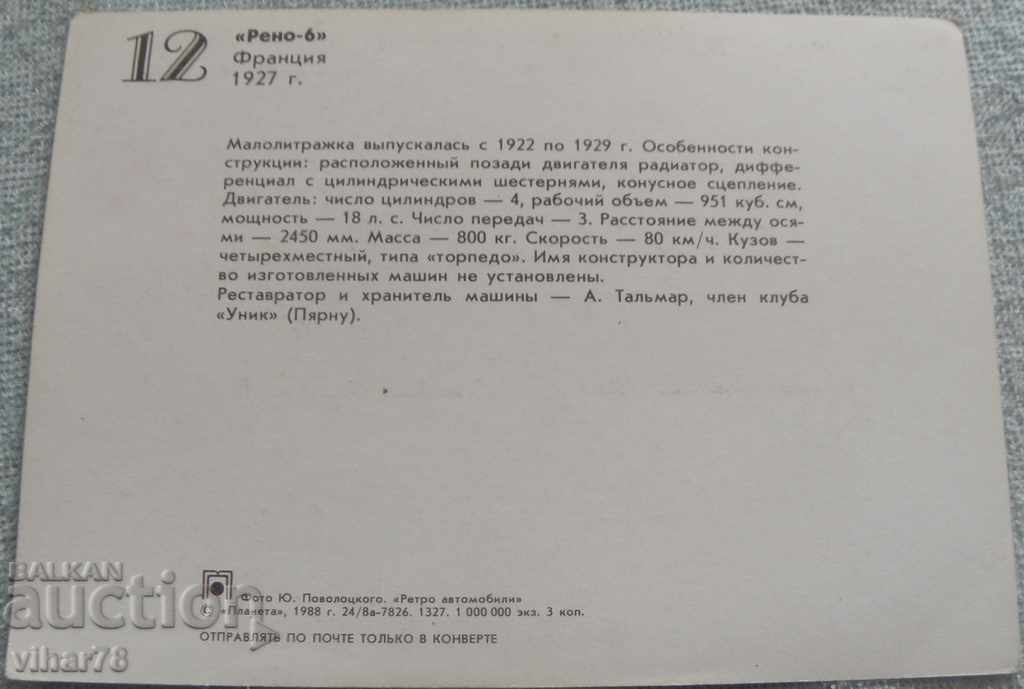 12
«Рено-6»
Франция
1927 г.
Малолитражка выпускалась с 1922 по 1929 г. Особенности кон-
струкции: расположенный позади двигателя радиатор, диффе-
ренциал с цилиндрическими шестернями, конусное сцепление.
Двигатель: число цилиндров — 4, рабочий объем — 951 куб. см,
мощность — 18 л. с. Число передач — 3. Расстояние между ося-
ми — 2450 мм. Масса — 800 кг. Скорость — 80 км/ч. Кузов —
четырехместный, типа «торпедо». Имя конструктора и количест-
во изготовленных машин не установлены.
Реставратор и хранитель машины — А. Тальмар, член клуба
«Уник» (Пярну).
Фото Ю. Поволоцкого. «Ретро автомобили»
© «Планета», 1988 г. 24/8а-7826. 1327. 1 000 000 экз. 3 коп.
ОТПРАВЛЯТЬ ПО ПОЧТЕ ТОЛЬКО В КОНВЕРТЕ
BALKAN
auction
vihar78